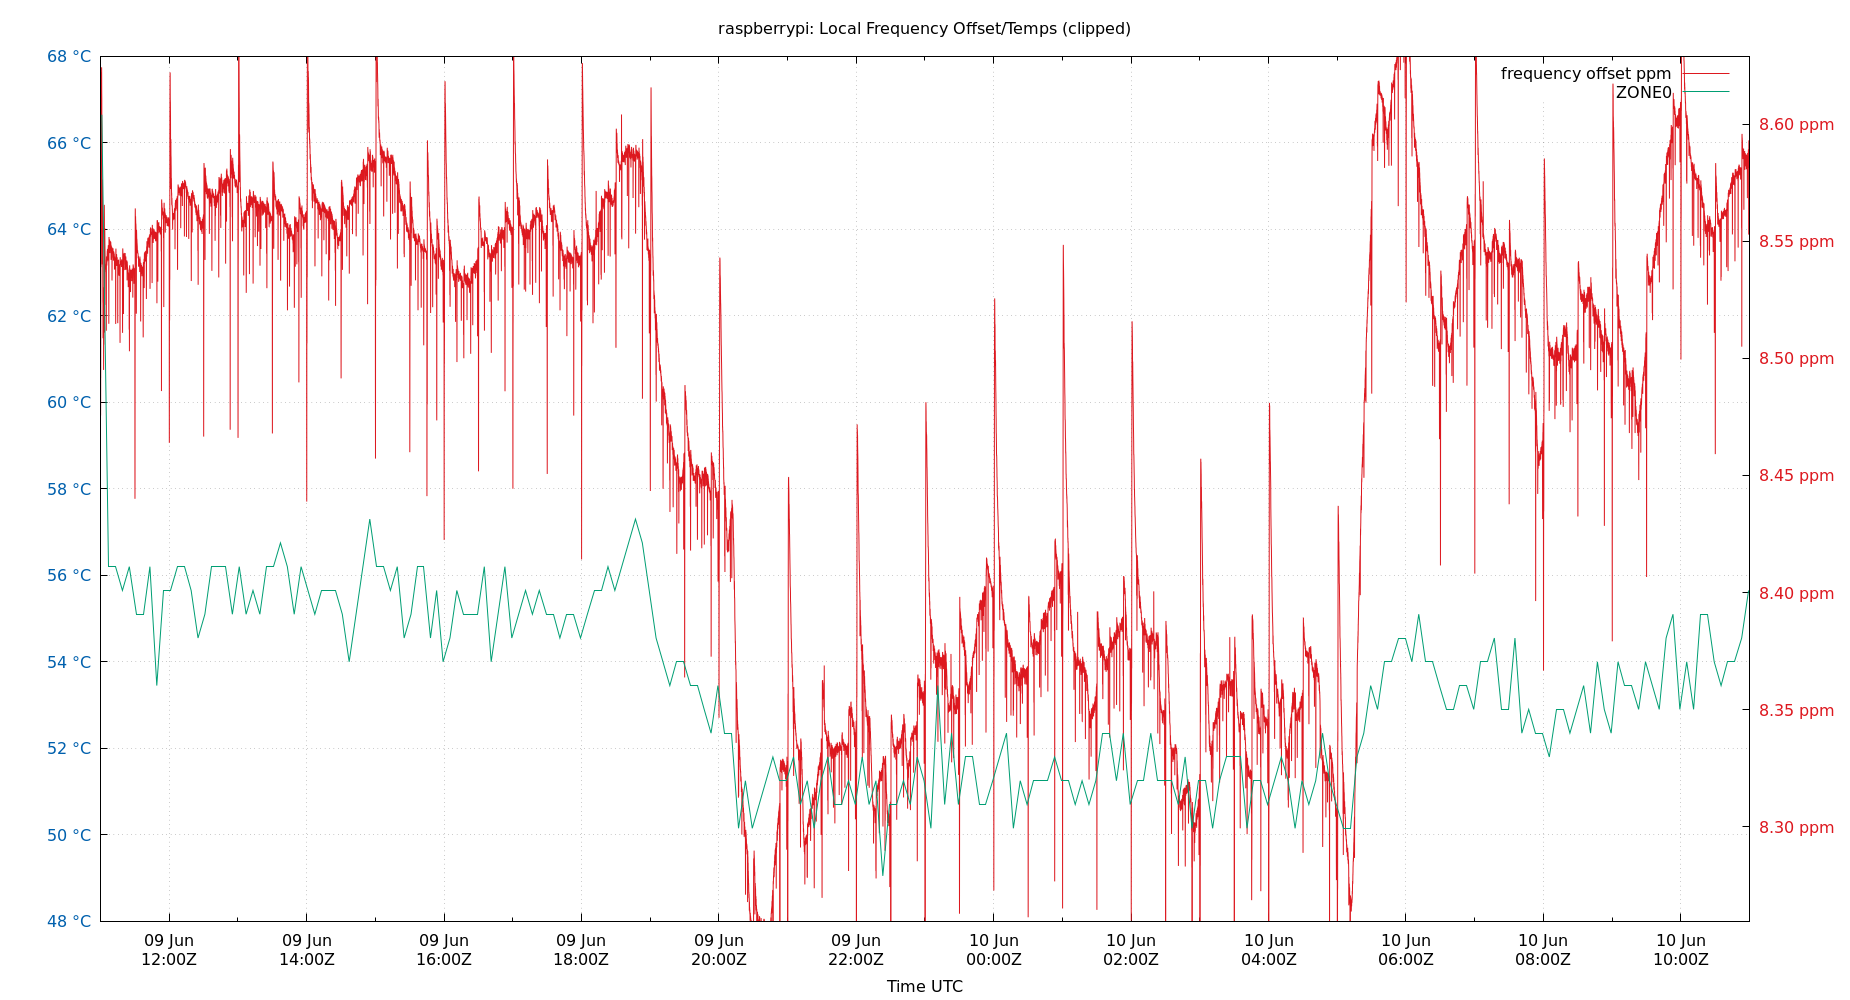 raspberrypi: Local Frequency Offset/Temps (clipped)
frequency offset ppm
ZONE0
68 °C
66 °C
64 °C
62 °C
60 °C
58 °C
56 °C
54 °C
52 °C
50 °C
48 °C
8.60 ppm
8.55 ppm
8.50 ppm
8.45 ppm
8.40 ppm
8.35 ppm
8.30 ppm
09 Jun
12:00Z
09 Jun
14:00Z
09 Jun
16:00Z
09 Jun
18:00Z
09 Jun
20:00Z
09 Jun
22:00Z
10 Jun
00:00Z
10 Jun
02:00Z
10 Jun
04:00Z
10 Jun
06:00Z
10 Jun
08:00Z
10 Jun
10:00Z
Time UTC